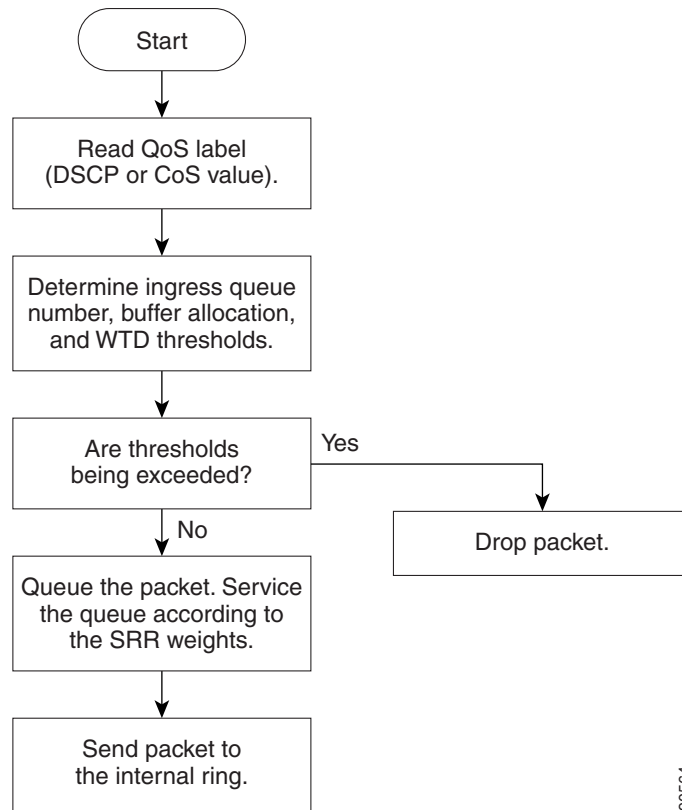 Start
Read QoS label
(DSCP or CoS value).
Determine ingress queue
number, buffer allocation,
and WTD thresholds.
Are thresholds
being exceeded?
Yes
Drop packet.
No
Queue the packet. Service
the queue according to
the SRR weights.
Send packet to
the internal ring.